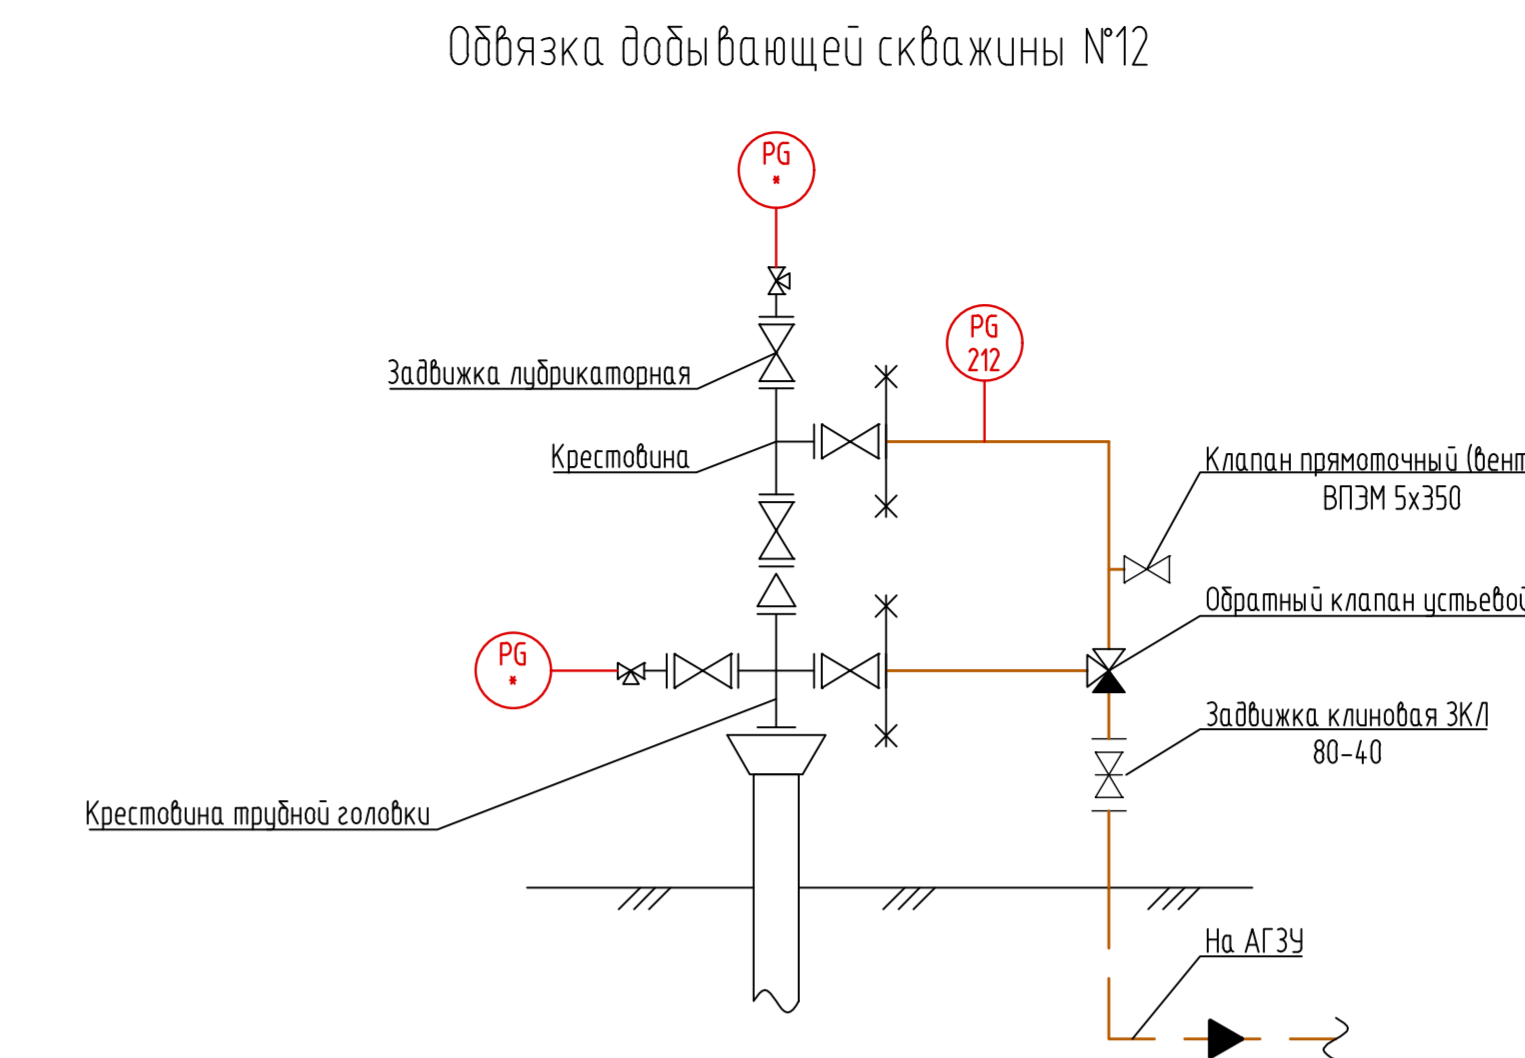 Обвязка добывающей скважины №12
PG
*
PG
212
Задвижка лубрикаторная
Крестовина
Клапан прямоточный (вент
ВПЭМ 5х350
Обратный клапан устьевой
PG
*
Задвижка клиновая ЗКЛ
80-40
Крестовина трубной головки
На АГЗУ